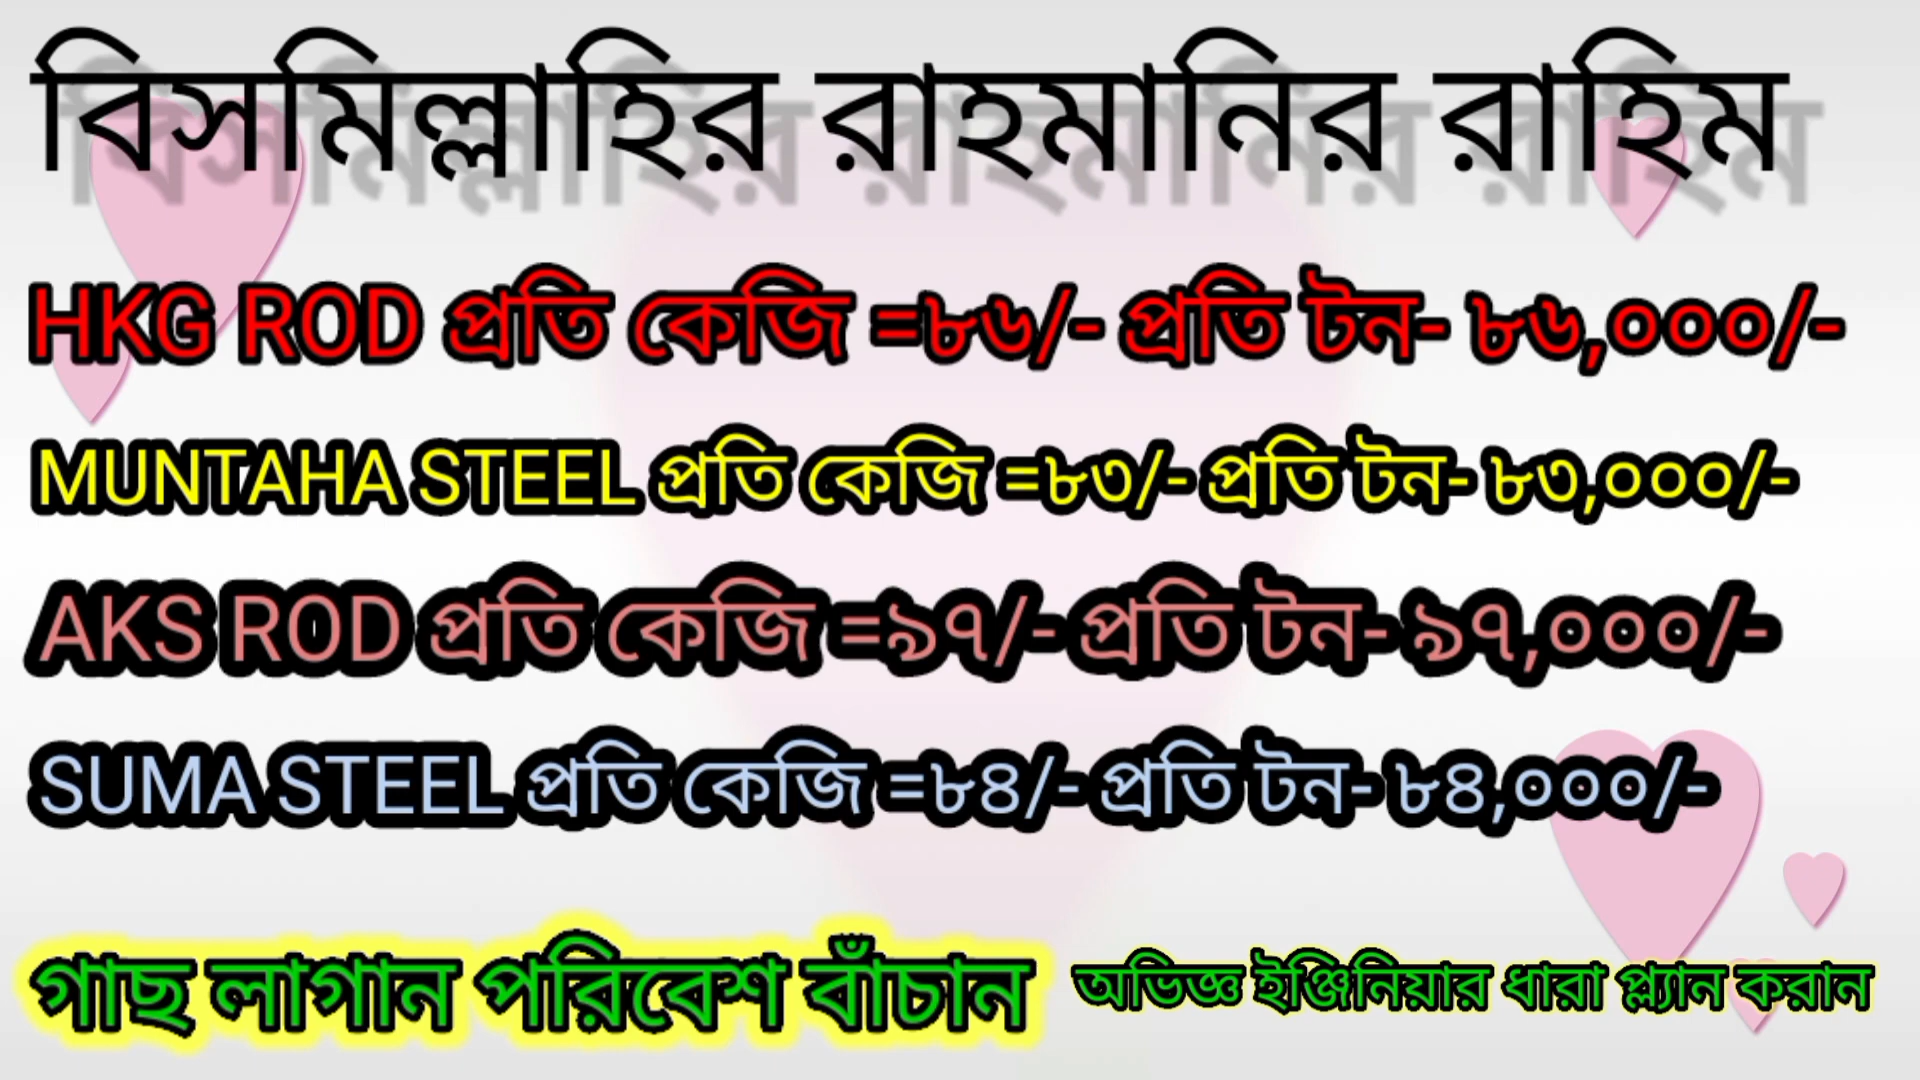 বিসমিল্লাহির রাহমানির রাহিম
HKG ROD প্রতি কেজি =৮৬/- প্রতি টন- ৮৬,০০০/-
MUNTAHA STEEL প্রতি কেজি =৮৩/- প্রতি টন- ৮৩,০০০/-
AKS ROD প্রতি কেজি =৯৭/- প্রতি টন- ৯৭,০০০/-
SUMA STEEL প্রতি কেজি =৮৪/- প্রতি টন- ৮৪,০০০/-
গাছ লাগান পরিবেশ বাঁচান
অভিজ্ঞ ইঞ্জিনিয়ার ধারা প্ল্যান করান